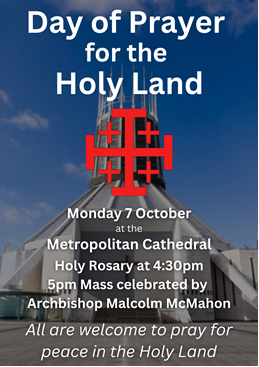 Day of Prayer
for the
Holy Land
Monday 7 October
at the
Metropolitan Cathedral
Holy Rosary at 4:30pm
5pm Mass celebrated by
Archbishop Malcolm McMahon
All are welcome to pray for
peace in the Holy Land